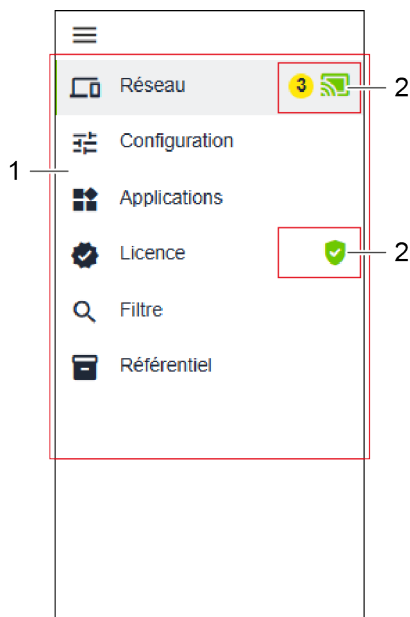 Réseau 3 2
Configuration
1
Applications
Licence 2
Filtre
Référentiel